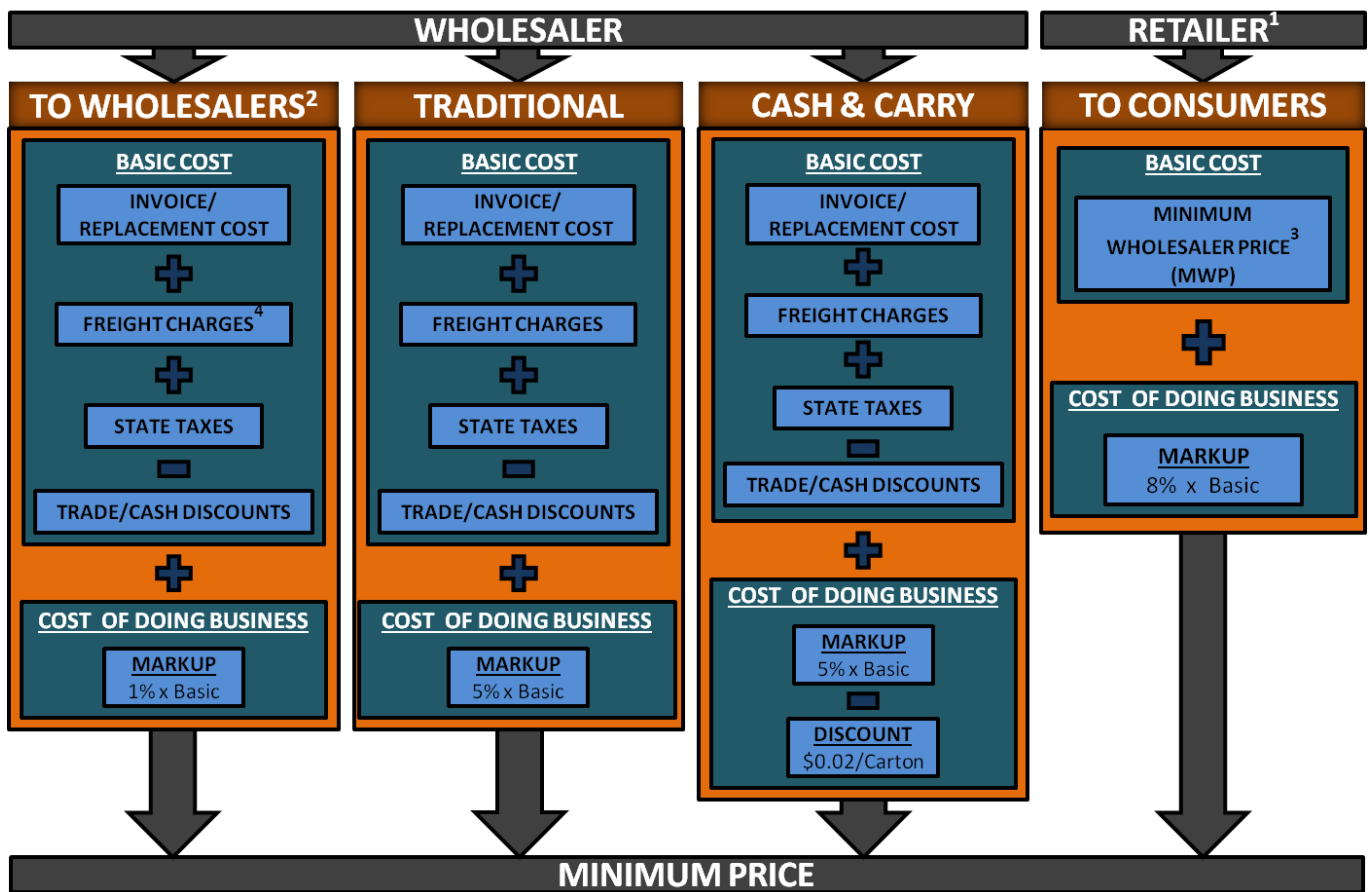 WHOLESALER
RETAILER¹
TO WHOLESALERS²
TRADITIONAL
CASH & CARRY
TO CONSUMERS
BASIC COST
INVOICE/
REPLACEMENT COST
FREIGHT CHARGES⁴
STATE TAXES
TRADE/CASH DISCOUNTS
COST OF DOING BUSINESS
MARKUP
1% x Basic
BASIC COST
INVOICE/
REPLACEMENT COST
FREIGHT CHARGES
STATE TAXES
TRADE/CASH DISCOUNTS
COST OF DOING BUSINESS
MARKUP
5% x Basic
BASIC COST
INVOICE/
REPLACEMENT COST
FREIGHT CHARGES
STATE TAXES
TRADE/CASH DISCOUNTS
COST OF DOING BUSINESS
MARKUP
5% x Basic
DISCOUNT
$0.02/Carton
BASIC COST
MINIMUM
WHOLESALER PRICE³
(MWP)
COST OF DOING BUSINESS
MARKUP
8% x Basic
MINIMUM PRICE